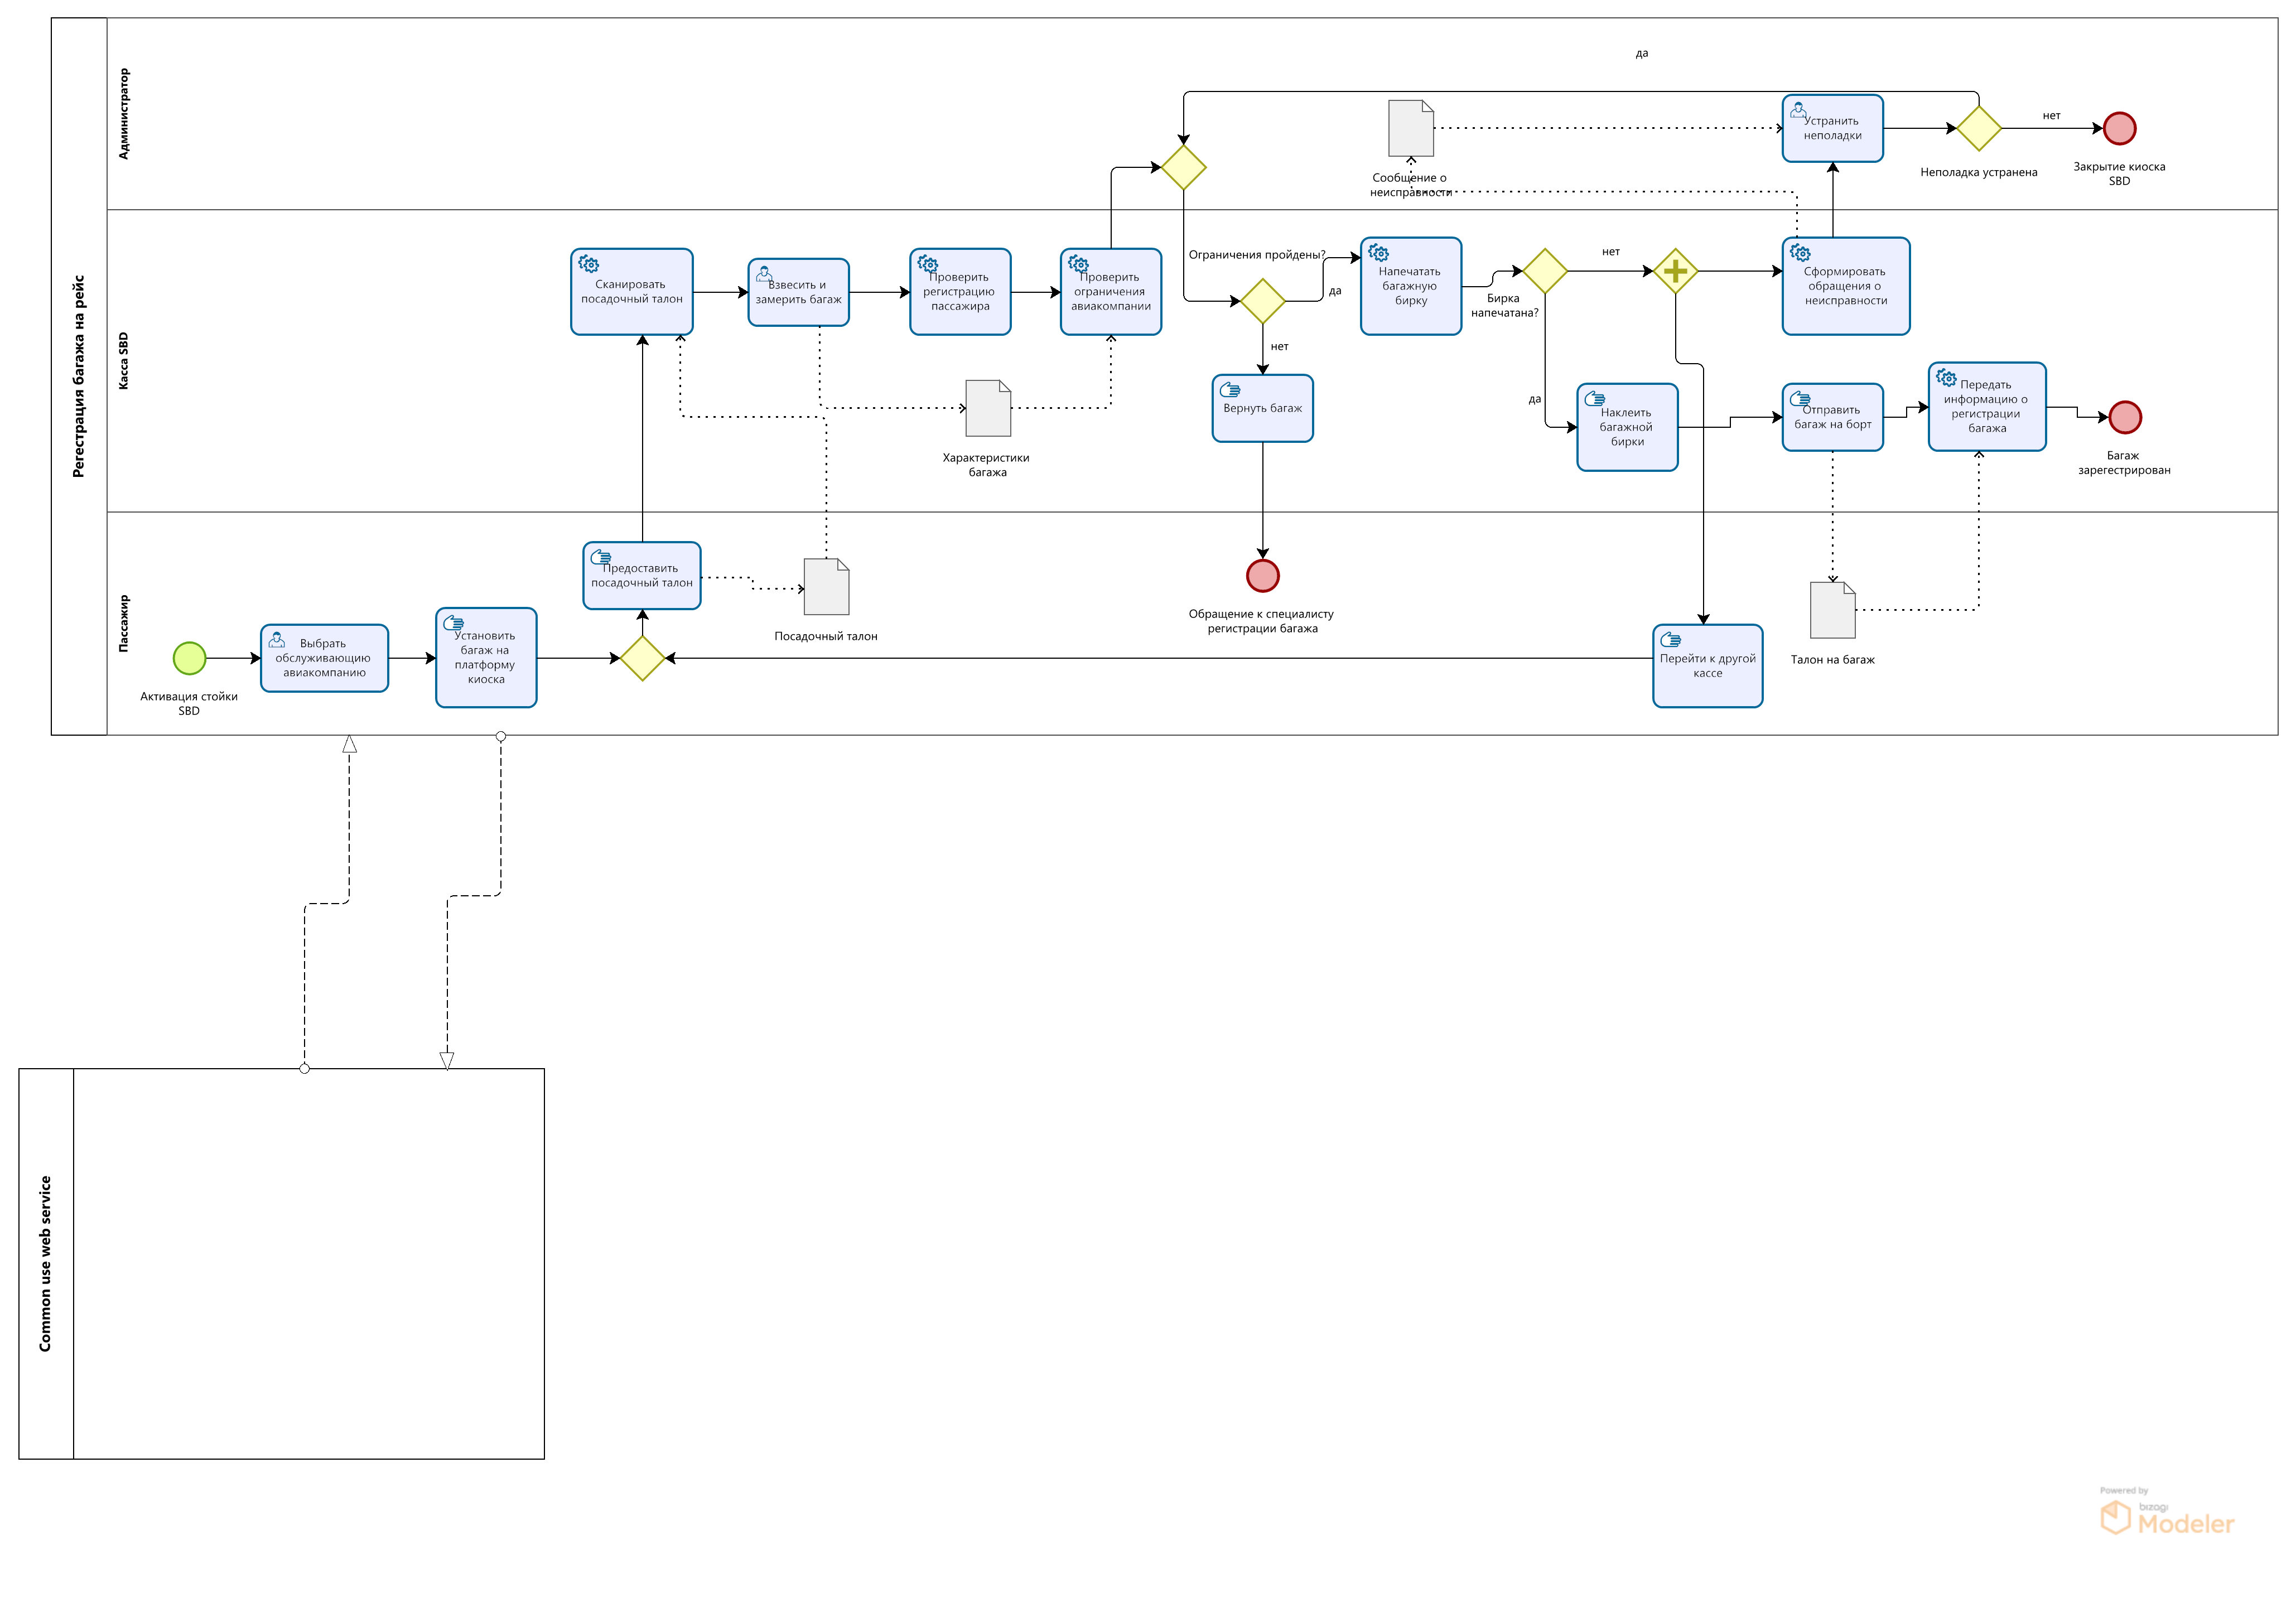 Регестрация багажа на рейс
Администратор
да
Сообщение о
неисправности
Устранить
неполадки
Неполадка устранена
нет
Закрытие киоска
SBD
Касса SBD
Сканировать
посадочный талон
Взвесить и
замерить багаж
Проверить
регистрацию
пассажира
Проверить
ограничения
авиакомпании
Характеристики
багажа
Ограничения пройдены?
да
нет
Вернуть багаж
Напечатать
багажную
бирку
Бирка
напечатана?
нет
да
Сформировать
обращения о
неисправности
Наклеить
багажной
бирки
Отправить
багаж на борт
Передать
информацию о
регистрации
багажа
Багаж
зарегестрирован
Пассажир
Активация стойки
SBD
Выбрать
обслуживающию
авиакомпанию
Установить
багаж на
платформу
киоска
Предоставить
посадочный талон
Посадочный талон
Обращение к специалисту
регистрации багажа
Перейти к другой
кассе
Талон на багаж
Common use web service
Powered by
bizagi
Modeler